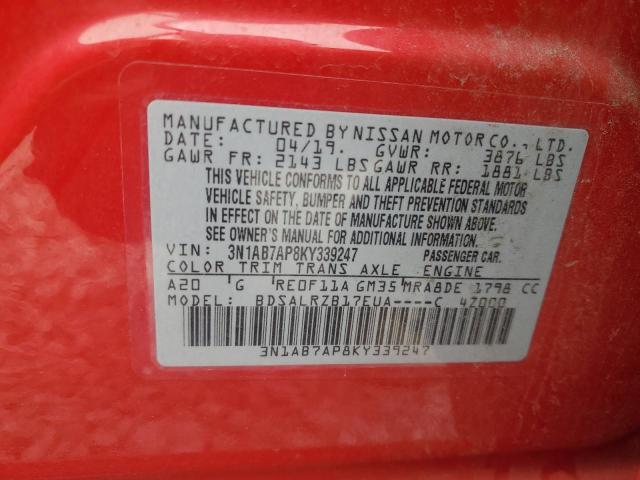 MANUFACTURED BY NISSAN MOTOR CO., LTD.
DATE: 04/19. GVWR: 3876 LBS
GAWR FR: 2143 LBS GAWR RR: 1881 LBS
THIS VEHICLE CONFORMS TO ALL APPLICABLE FEDERAL MOTOR
VEHICLE SAFETY, BUMPER AND THEFT PREVENTION STANDARDS
IN EFFECT ON THE DATE OF MANUFACTURE SHOWN ABOVE.
SEE OWNER'S MANUAL FOR ADDITIONAL INFORMATION.
VIN: 3N1AB7AP8KY339247 PASSENGER CAR.
COLOR TRIM TRANS AXLE ENGINE
A20 G RE0F11A GM35 MRA8DE 1798 CC
MODEL: BDSALRZB17EUA----C 4Z000
3N1AB7AP8KY339247